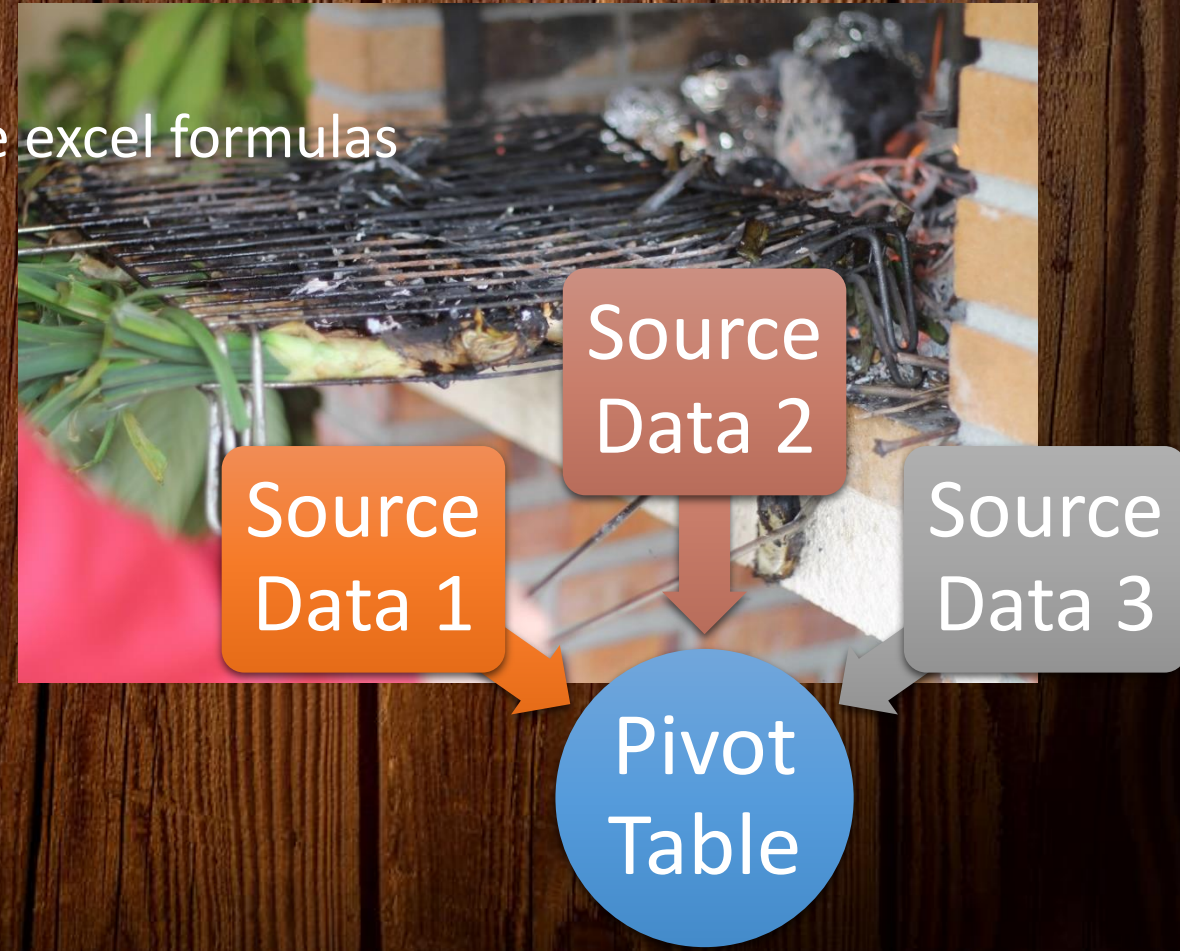 excel formulas
Source
Data 2
Source
Data 1
Source
Data 3
Pivot
Table